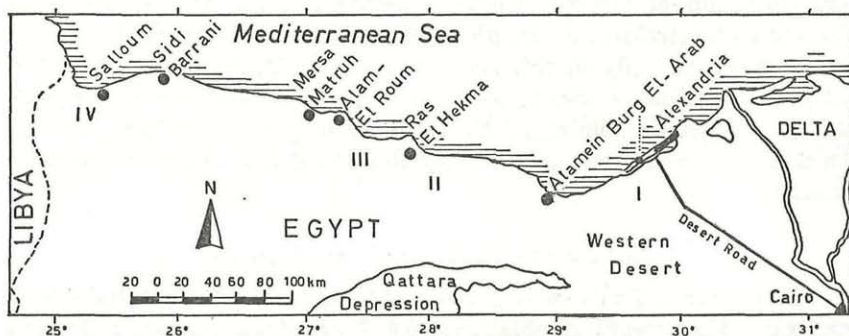 Mediterranean Sea
Salloum
Sidi
Barrani
Mersa
Matruh
Alam-
El Roum
Ras
El Hekma
Alamein
Burg El-Arab
Alexandria
DELTA
IV
III
II
I
LIBYA
N
EGYPT
Western
Desert
Desert Road
Cairo
Qattara
Depression
20 0 20 40 60 80 100km
25° 26° 27° 28° 29° 30° 31°